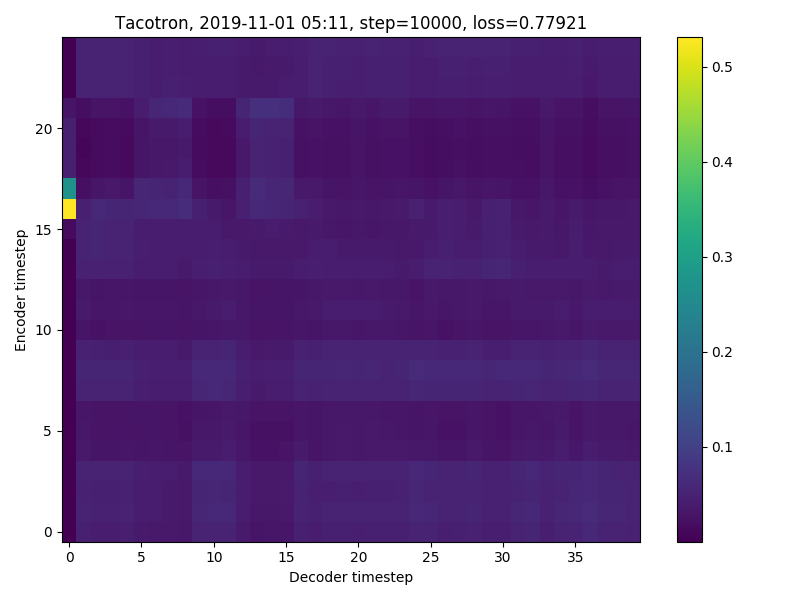 Tacotron, 2019-11-01 05:11, step=10000, loss=0.77921
Encoder timestep
20
15
10
5
0
0 5 10 15 20 25 30 35
Decoder timestep
0.5
0.4
0.3
0.2
0.1